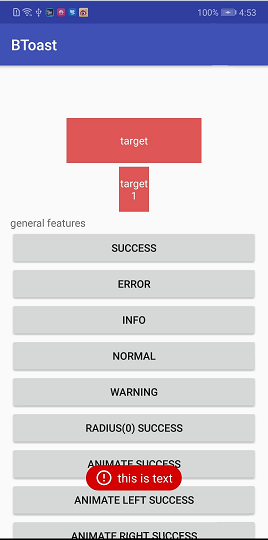 100% 4:53
BToast
target
target
1
general features
SUCCESS
ERROR
INFO
NORMAL
WARNING
RADIUS(0) SUCCESS
ANIMATE SUCCESS
this is text
ANIMATE LEFT SUCCESS
ANIMATE RIGHT SUCCESS